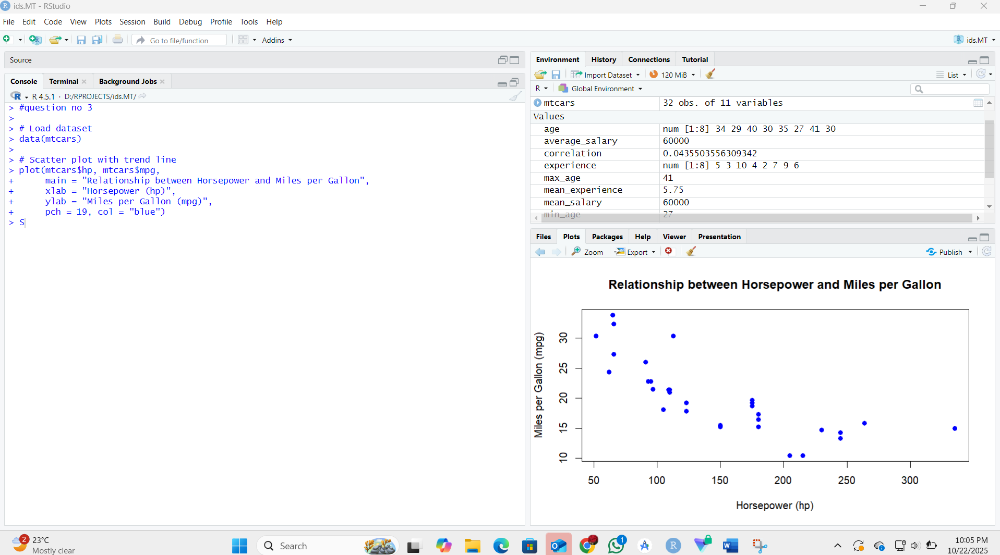 ids.MT - RStudio
File Edit Code View Plots Session Build Debug Profile Tools Help
Go to file/function Addins ids.MT
Source
Console Terminal Background Jobs
R 4.5.1 · D:/RPROJECTS/ids.MT/
> #question no 3
>
> # Load dataset
> data(mtcars)
>
> # Scatter plot with trend line
> plot(mtcars$hp, mtcars$mpg,
+ main = "Relationship between Horsepower and Miles per Gallon",
+ xlab = "Horsepower (hp)",
+ ylab = "Miles per Gallon (mpg)",
+ pch = 19, col = "blue")
> S
Environment History Connections Tutorial
Import Dataset 120 MiB List
R Global Environment
mtcars 32 obs. of 11 variables
Values
age num [1:8] 34 29 40 30 35 27 41 30
average_salary 60000
correlation 0.0435503556309342
experience num [1:8] 5 3 10 4 2 7 9 6
max_age 41
mean_experience 5.75
mean_salary 60000
min_age 27
Files Plots Packages Help Viewer Presentation
Zoom Export Publish
Relationship between Horsepower and Miles per Gallon
Miles per Gallon (mpg)
30
25
20
15
10
50 100 150 200 250 300
Horsepower (hp)
2 23°C
Mostly clear
Search
1
10:05 PM
10/22/2025